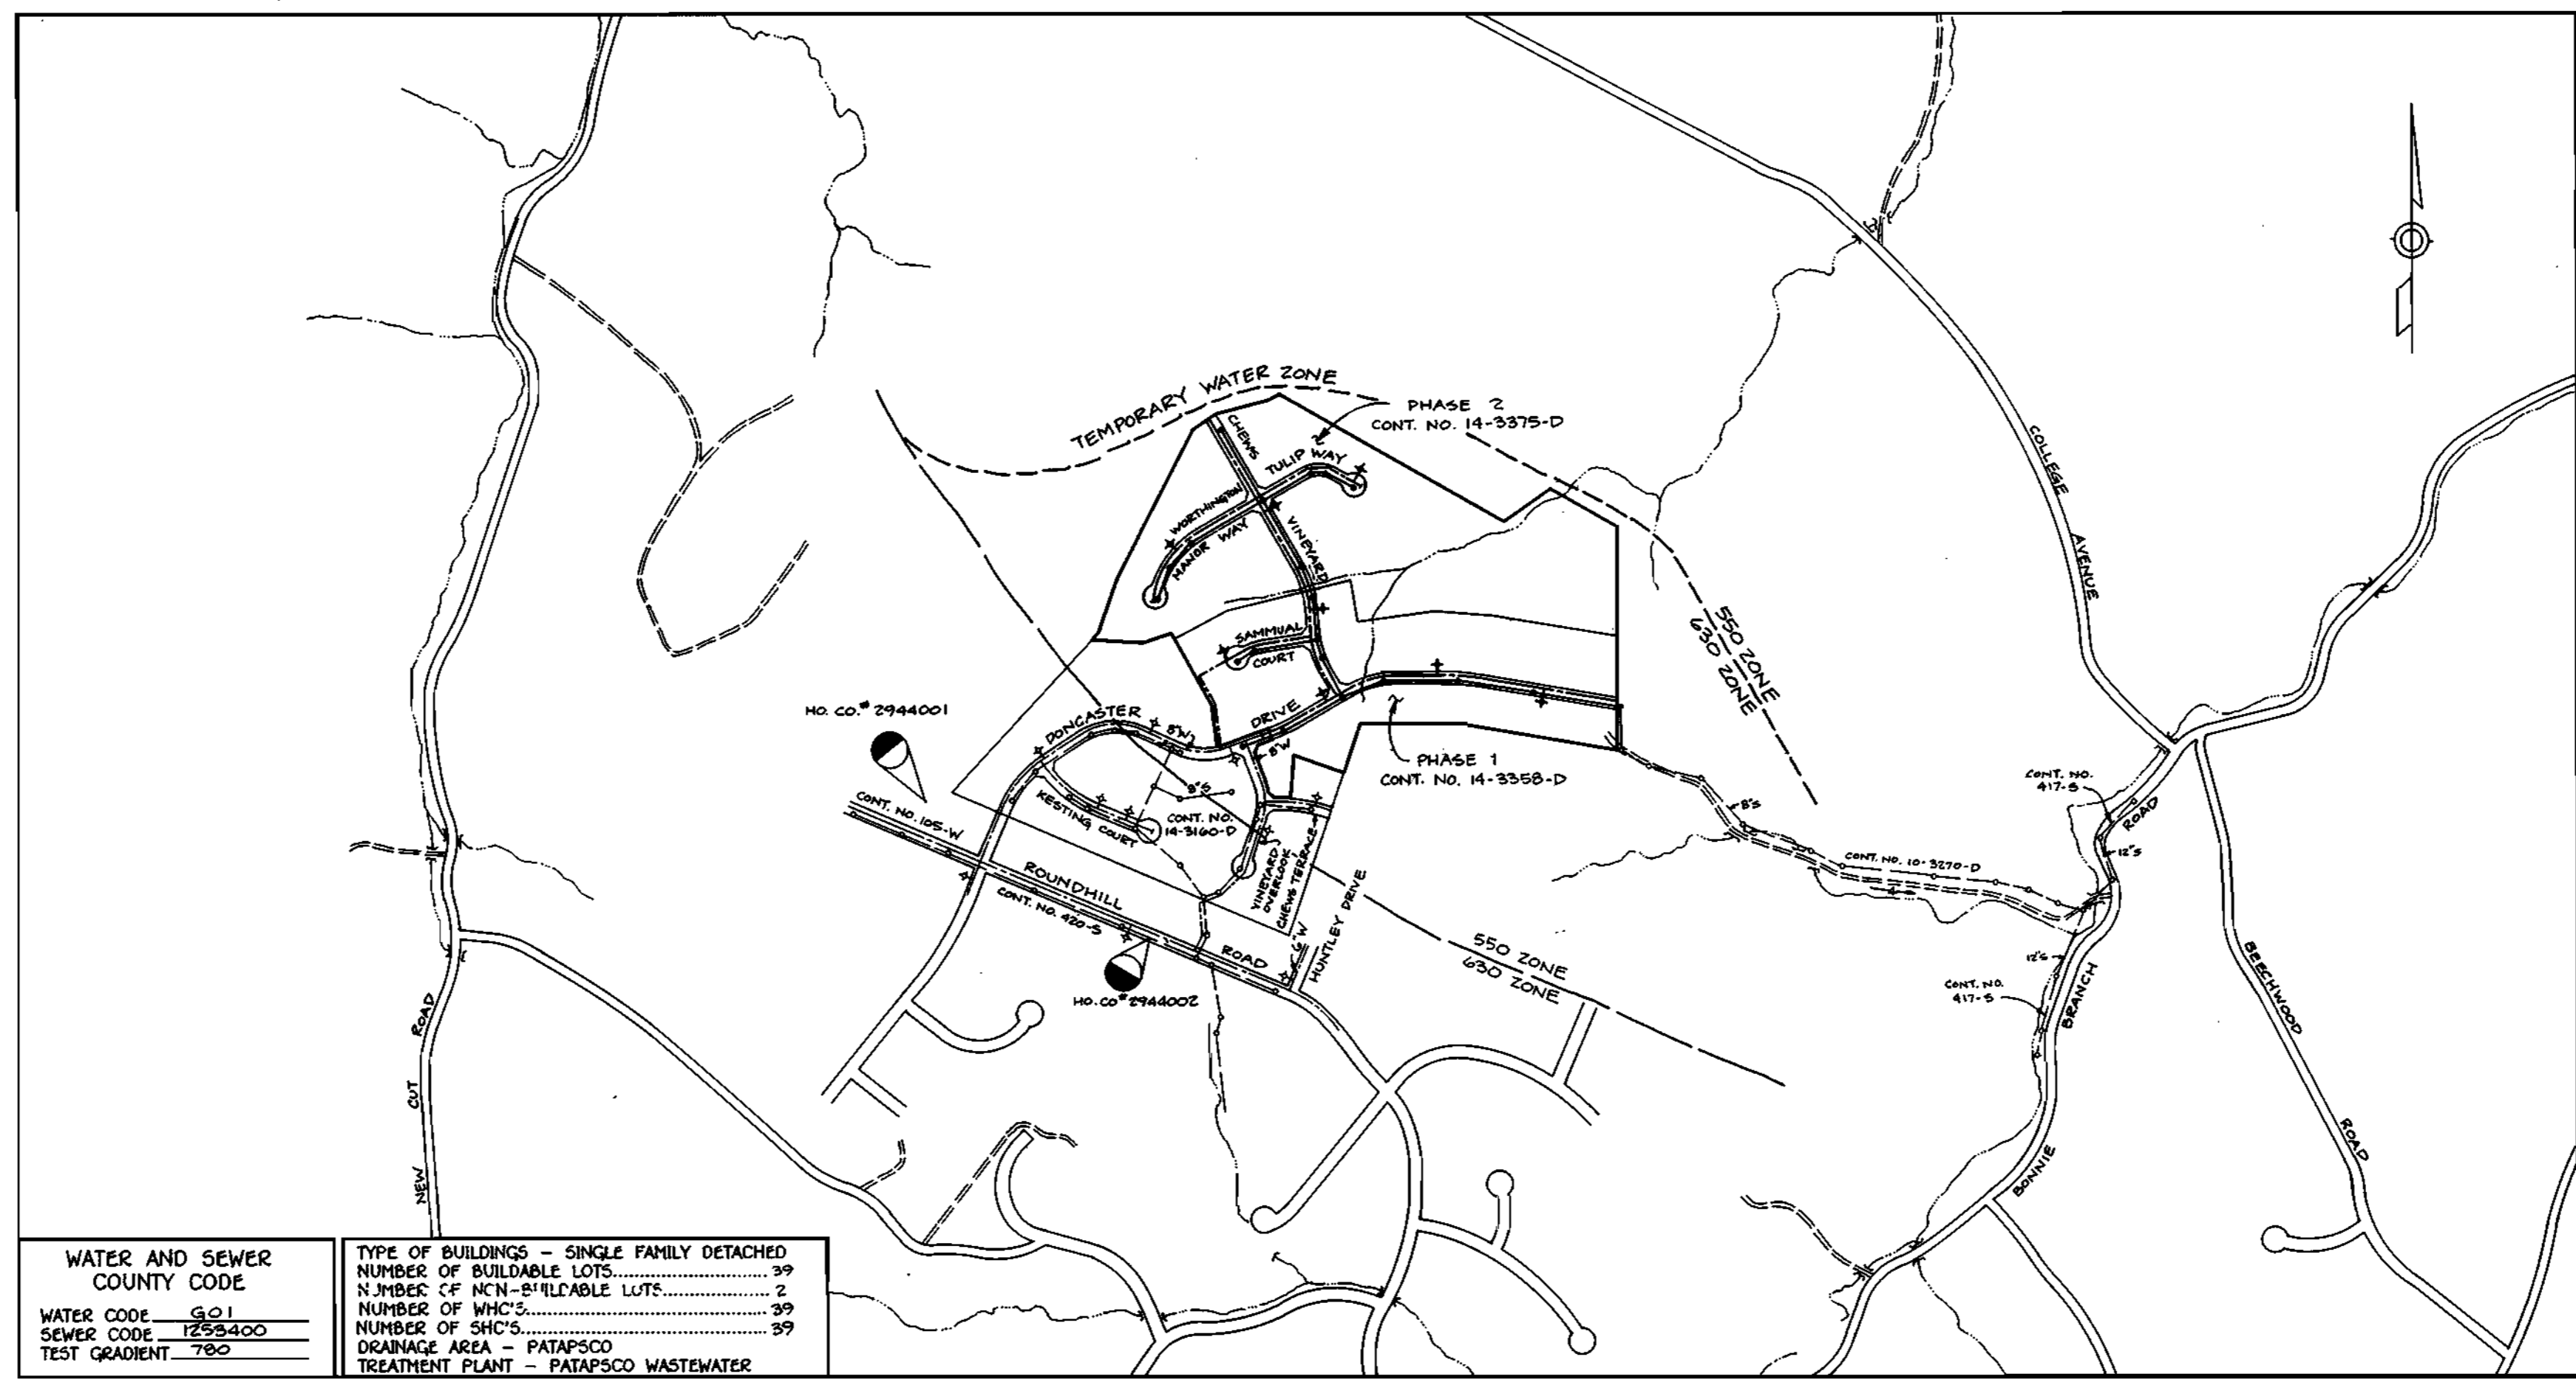 TEMPORARY WATER ZONE
PHASE 2
CONT. NO. 14-3375-D
CHEWS
TULIP WAY
WORTHINGTON
MANOR WAY
VINEYARD
COLLEGE
AVENUE
550 ZONE
630 ZONE
SAMMUAL
COURT
HO. CO.# 2944001
DONCASTER
DRIVE
8"W
8"W
PHASE 1
CONT. NO. 14-3358-D
CONT. NO. 105-W
KESTING COURT
8"S
CONT. NO.
14-3160-D
8"S
CONT. NO.
417-S
ROAD
12"S
CONT. NO. 10-3270-D
ROUNDHILL
ROAD
CONT. NO. 420-S
VINEYARD
OVERLOOK
CHEWS TERRACE
HUNTLEY DRIVE
6"W
HO. CO# 2944002
550 ZONE
630 ZONE
12"S
CONT. NO.
417-S
BRANCH
BONNIE
BEECHWOOD
ROAD
ROAD
CUT
NEW
WATER AND SEWER
COUNTY CODE
WATER CODE G01
SEWER CODE 1253400
TEST GRADIENT 780
TYPE OF BUILDINGS - SINGLE FAMILY DETACHED
NUMBER OF BUILDABLE LOTS 39
NUMBER OF NON-BUILDABLE LOTS 2
NUMBER OF WHC'S 39
NUMBER OF SHC'S 39
DRAINAGE AREA - PATAPSCO
TREATMENT PLANT - PATAPSCO WASTEWATER